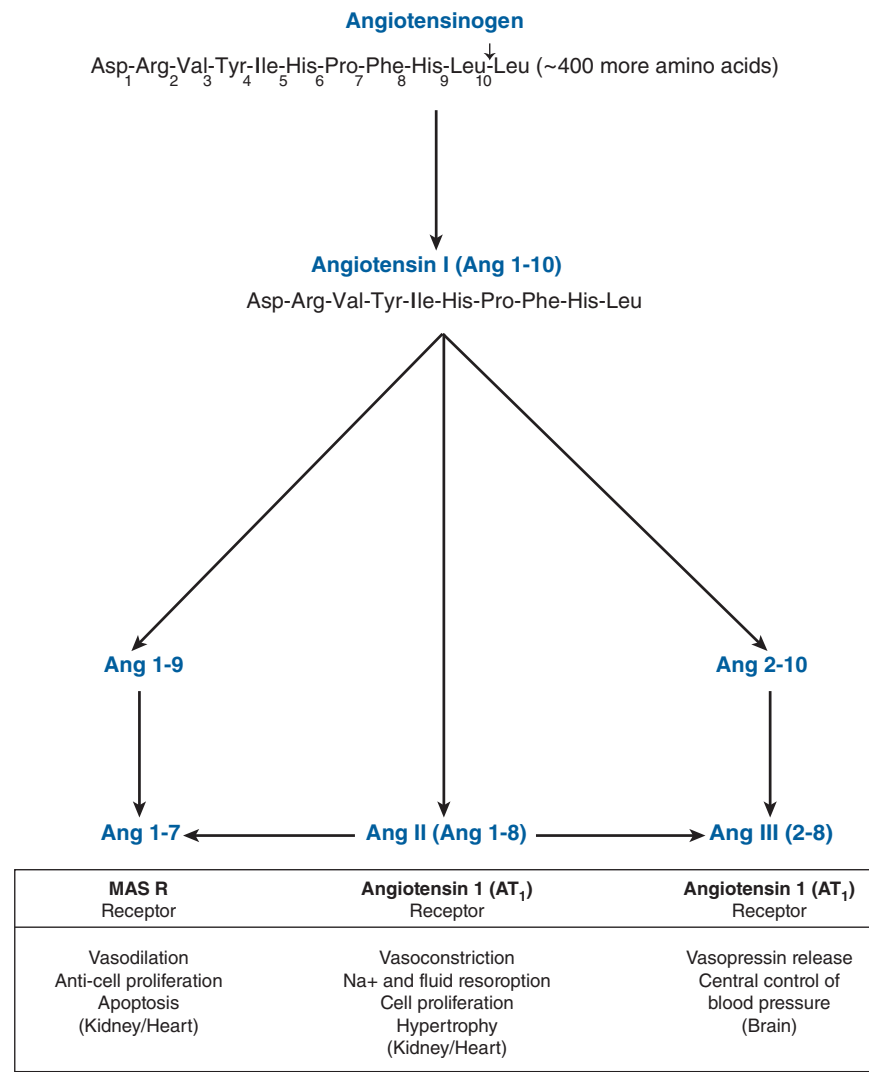 Angiotensinogen
↓
Asp-Arg-Val-Tyr-Ile-His-Pro-Phe-His-Leu-Leu (~400 more amino acids)
1 2 3 4 5 6 7 8 9 10
Angiotensin I (Ang 1-10)
Asp-Arg-Val-Tyr-Ile-His-Pro-Phe-His-Leu
Ang 1-9 Ang 2-10
Ang 1-7 Ang II (Ang 1-8) Ang III (2-8)
MAS R Angiotensin 1 (AT₁) Angiotensin 1 (AT₁)
Receptor Receptor Receptor
Vasodilation Vasoconstriction Vasopressin release
Anti-cell proliferation Na+ and fluid resoroption Central control of
Apoptosis Cell proliferation blood pressure
(Kidney/Heart) Hypertrophy (Brain)
(Kidney/Heart)